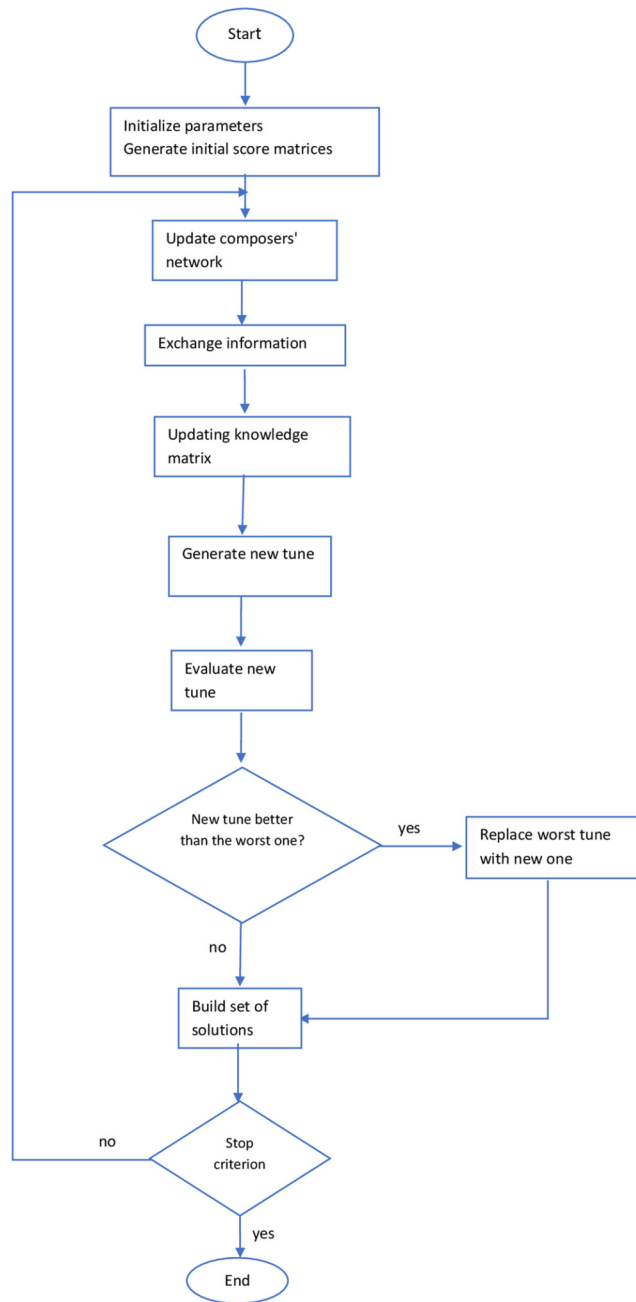 Start
Initialize parameters
Generate initial score matrices
Update composers'
network
Exchange information
Updating knowledge
matrix
Generate new tune
Evaluate new
tune
New tune better
than the worst one?
yes
Replace worst tune
with new one
no
Build set of
solutions
no
Stop
criterion
yes
End